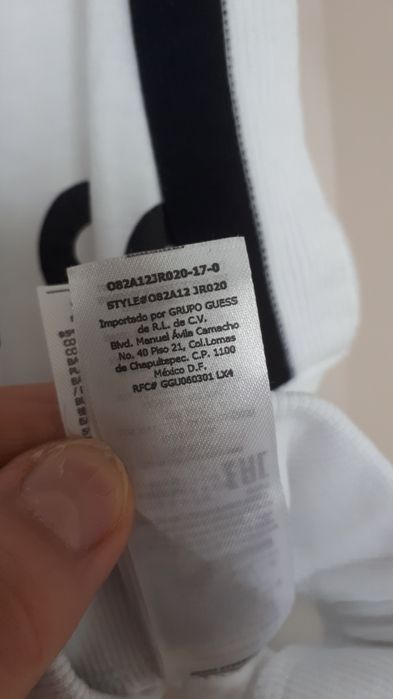 O82A12JR020-17-0
STYLE#O82A12 JR020
Importado por GRUPO GUESS
de R.L. de C.V.
Blvd. Manuel Ávila Camacho
No. 40 Piso 21, Col.Lomas
de Chapultepec. C.P. 1100
México D.F.
RFC# GGU060301 LX4
EAC